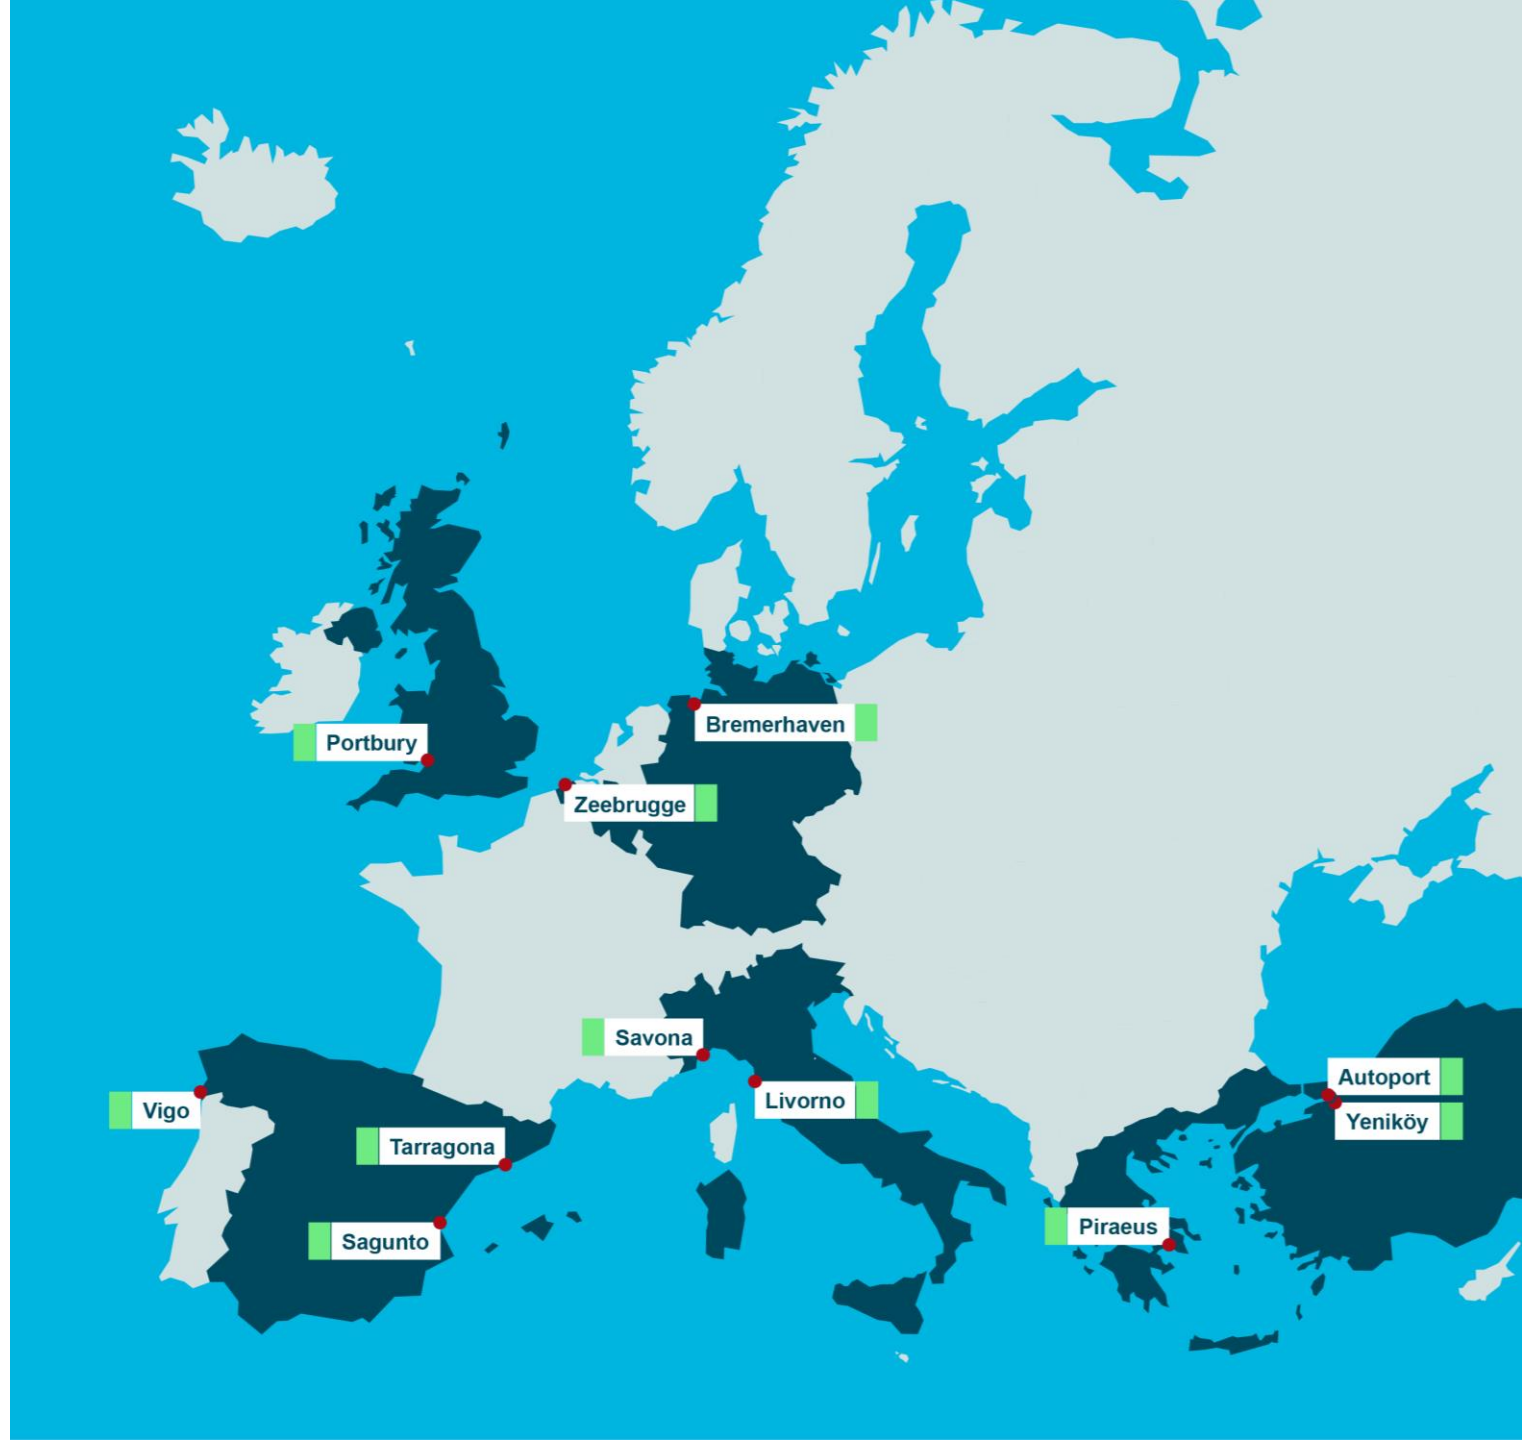 Bremerhaven
Portbury
Zeebrugge
Savona
Autoport
Livorno
Vigo
Yeniköy
Tarragona
Piraeus
Sagunto